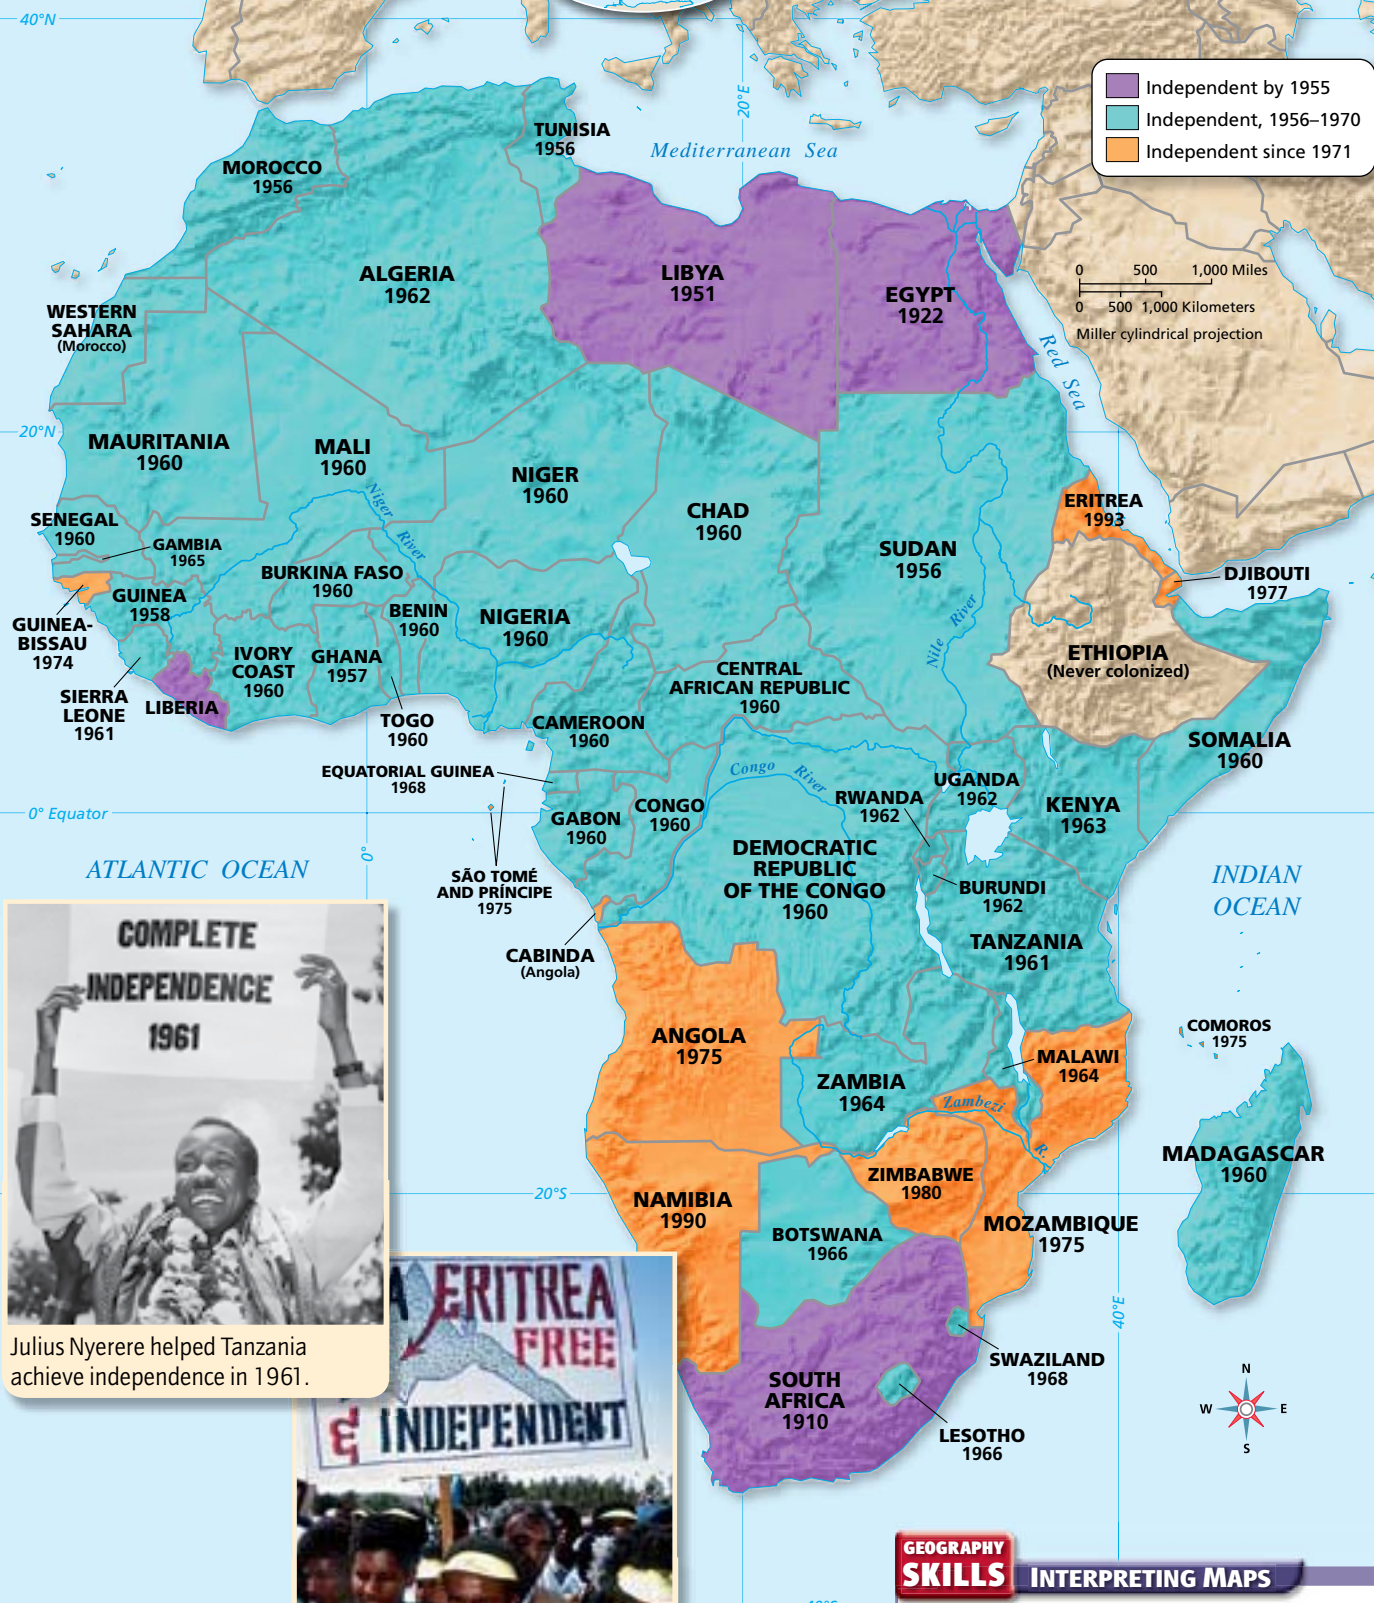 40°N
20°E
Independent by 1955
Independent, 1956–1970
Independent since 1971
Mediterranean Sea
TUNISIA
1956
MOROCCO
1956
ALGERIA
1962
LIBYA
1951
EGYPT
1922
0 500 1,000 Miles
0 500 1,000 Kilometers
Miller cylindrical projection
Red Sea
WESTERN
SAHARA
(Morocco)
20°N
MAURITANIA
1960
MALI
1960
NIGER
1960
CHAD
1960
SUDAN
1956
ERITREA
1993
DJIBOUTI
1977
SENEGAL
1960
GAMBIA
1965
Niger River
BURKINA FASO
1960
GUINEA
1958
GUINEA-
BISSAU
1974
BENIN
1960
NIGERIA
1960
IVORY
COAST
1960
GHANA
1957
Nile River
ETHIOPIA
(Never colonized)
SIERRA
LEONE
1961
LIBERIA
TOGO
1960
CENTRAL
AFRICAN REPUBLIC
1960
CAMEROON
1960
SOMALIA
1960
EQUATORIAL GUINEA
1968
Congo River
UGANDA
1962
RWANDA
1962
KENYA
1963
0° Equator
GABON
1960
CONGO
1960
0°
ATLANTIC OCEAN
SÃO TOMÉ
AND PRÍNCIPE
1975
DEMOCRATIC
REPUBLIC
OF THE CONGO
1960
BURUNDI
1962
INDIAN
OCEAN
TANZANIA
1961
CABINDA
(Angola)
ANGOLA
1975
ZAMBIA
1964
MALAWI
1964
COMOROS
1975
Zambezi R.
MADAGASCAR
1960
20°S
NAMIBIA
1990
ZIMBABWE
1980
BOTSWANA
1966
MOZAMBIQUE
1975
40°E
SWAZILAND
1968
SOUTH
AFRICA
1910
LESOTHO
1966
N
W E
S
COMPLETE
INDEPENDENCE
1961
Julius Nyerere helped Tanzania
achieve independence in 1961.
A ERITREA
FREE
& INDEPENDENT
GEOGRAPHY
SKILLS
INTERPRETING MAPS